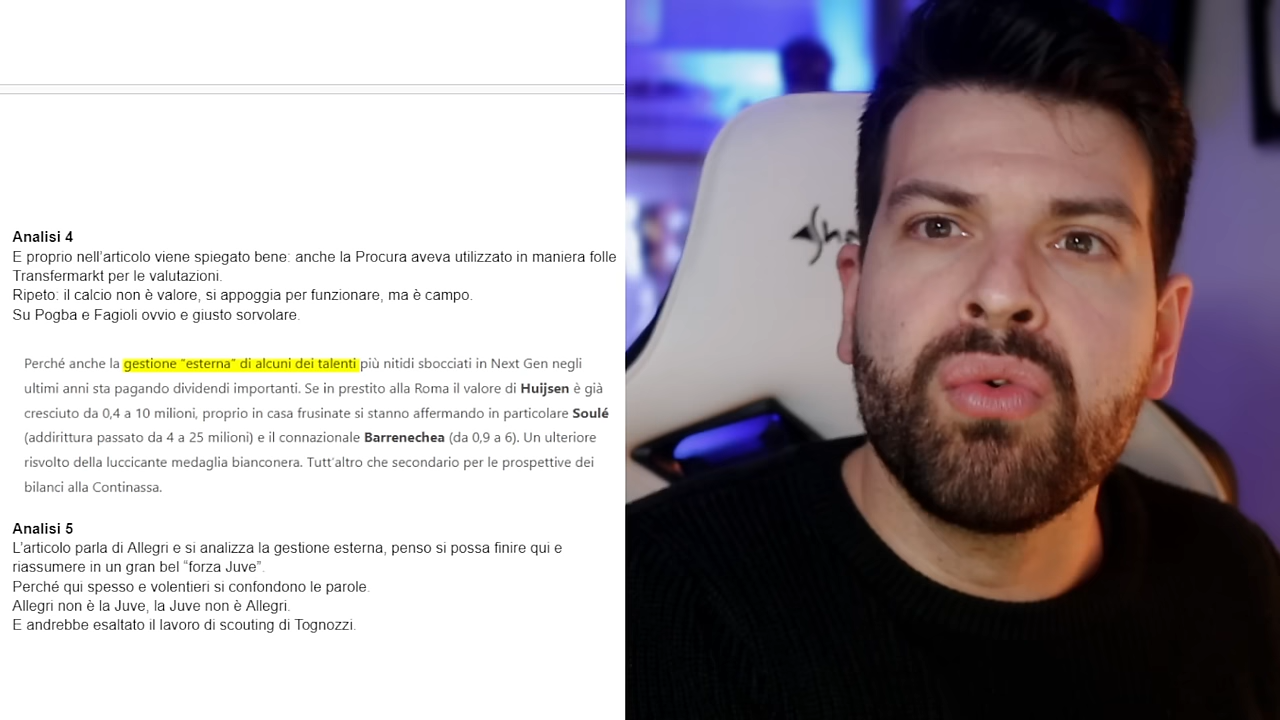 Analisi 4
E proprio nell'articolo viene spiegato bene: anche la Procura aveva utilizzato in maniera folle
Transfermarkt per le valutazioni.
Ripeto: il calcio non è valore, si appoggia per funzionare, ma è campo.
Su Pogba e Fagioli ovvio e giusto sorvolare.
Perché anche la gestione "esterna" di alcuni dei talenti più nitidi sbocciati in Next Gen negli
ultimi anni sta pagando dividendi importanti. Se in prestito alla Roma il valore di Huijsen è già
cresciuto da 0,4 a 10 milioni, proprio in casa frusinate si stanno affermando in particolare Soulé
(addirittura passato da 4 a 25 milioni) e il connazionale Barrenechea (da 0,9 a 6). Un ulteriore
risvolto della luccicante medaglia bianconera. Tutt'altro che secondario per le prospettive dei
bilanci alla Continassa.
Analisi 5
L'articolo parla di Allegri e si analizza la gestione esterna, penso si possa finire qui e
riassumere in un gran bel "forza Juve".
Perché qui spesso e volentieri si confondono le parole.
Allegri non è la Juve, la Juve non è Allegri.
E andrebbe esaltato il lavoro di scouting di Tognozzi.